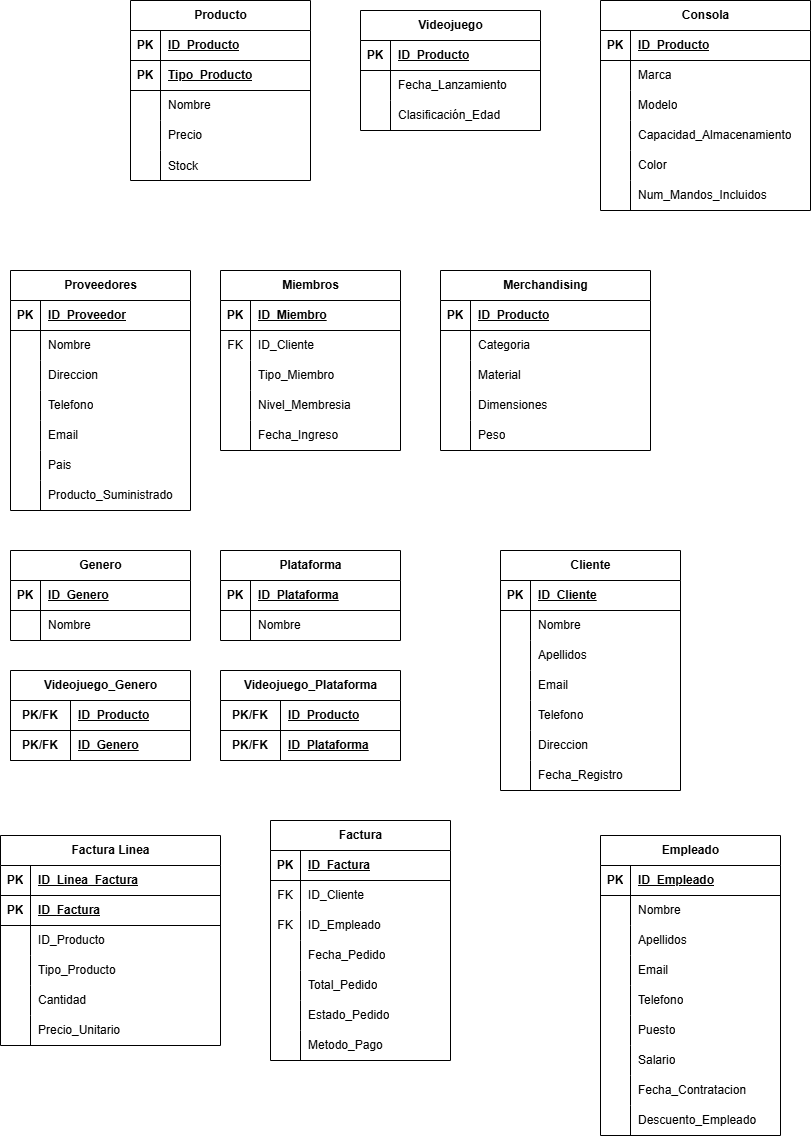 Producto
PK ID_Producto
PK Tipo_Producto
Nombre
Precio
Stock
Videojuego
PK ID_Producto
Fecha_Lanzamiento
Clasificación_Edad
Consola
PK ID_Producto
Marca
Modelo
Capacidad_Almacenamiento
Color
Num_Mandos_Incluidos
Proveedores
PK ID_Proveedor
Nombre
Direccion
Telefono
Email
Pais
Producto_Suministrado
Miembros
PK ID_Miembro
FK ID_Cliente
Tipo_Miembro
Nivel_Membresia
Fecha_Ingreso
Merchandising
PK ID_Producto
Categoria
Material
Dimensiones
Peso
Genero
PK ID_Genero
Nombre
Plataforma
PK ID_Plataforma
Nombre
Cliente
PK ID_Cliente
Nombre
Apellidos
Email
Telefono
Direccion
Fecha_Registro
Videojuego_Genero
PK/FK ID_Producto
PK/FK ID_Genero
Videojuego_Plataforma
PK/FK ID_Producto
PK/FK ID_Plataforma
Factura Linea
PK ID_Linea_Factura
PK ID_Factura
ID_Producto
Tipo_Producto
Cantidad
Precio_Unitario
Factura
PK ID_Factura
FK ID_Cliente
FK ID_Empleado
Fecha_Pedido
Total_Pedido
Estado_Pedido
Metodo_Pago
Empleado
PK ID_Empleado
Nombre
Apellidos
Email
Telefono
Puesto
Salario
Fecha_Contratacion
Descuento_Empleado